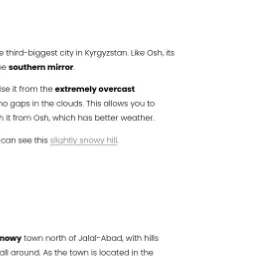 e third-biggest city in Kyrgyzstan. Like Osh, its
e southern mirror.
ise it from the extremely overcast
no gaps in the clouds. This allows you to
h it from Osh, which has better weather.
can see this slightly snowy hill.
nowy town north of Jalal-Abad, with hills
all around. As the town is located in the